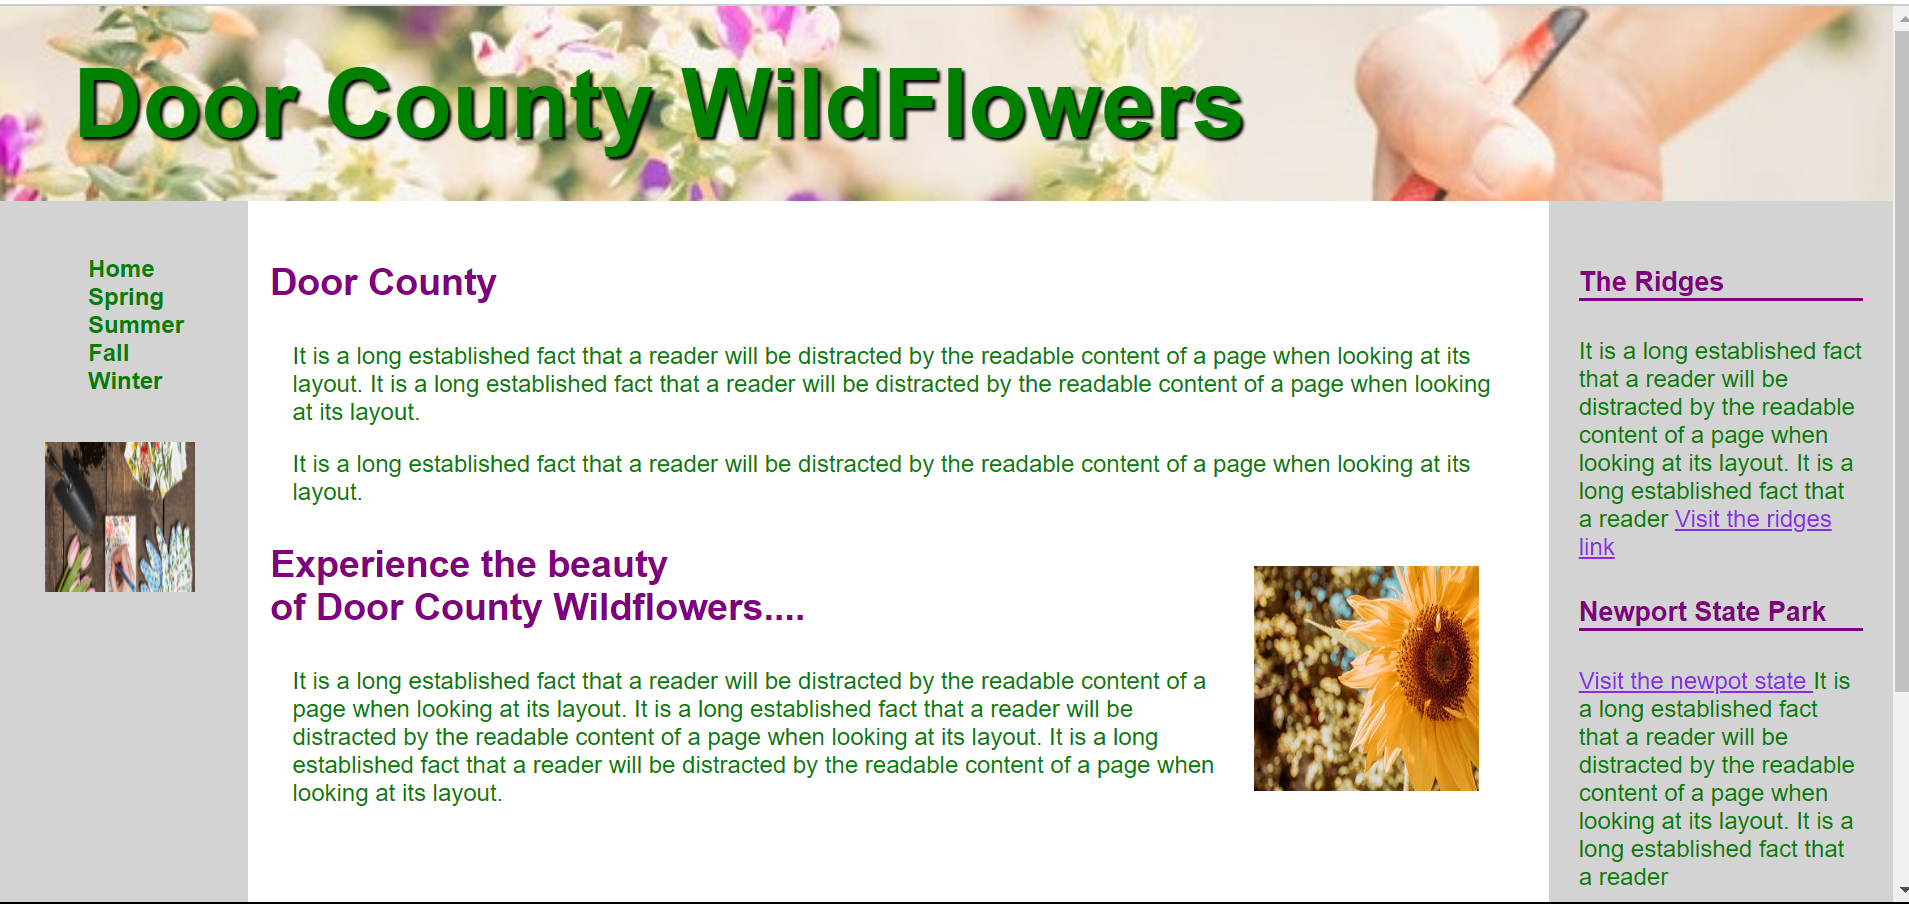 Door County WildFlowers
Home
Spring
Summer
Fall
Winter
Door County
It is a long established fact that a reader will be distracted by the readable content of a page when looking at its
layout. It is a long established fact that a reader will be distracted by the readable content of a page when looking
at its layout.
It is a long established fact that a reader will be distracted by the readable content of a page when looking at its
layout.
Experience the beauty
of Door County Wildflowers....
It is a long established fact that a reader will be distracted by the readable content of a
page when looking at its layout. It is a long established fact that a reader will be
distracted by the readable content of a page when looking at its layout. It is a long
established fact that a reader will be distracted by the readable content of a page when
looking at its layout.
The Ridges
It is a long established fact
that a reader will be
distracted by the readable
content of a page when
looking at its layout. It is a
long established fact that
a reader Visit the ridges
link
Newport State Park
Visit the newpot state It is
a long established fact
that a reader will be
distracted by the readable
content of a page when
looking at its layout. It is a
long established fact that
a reader